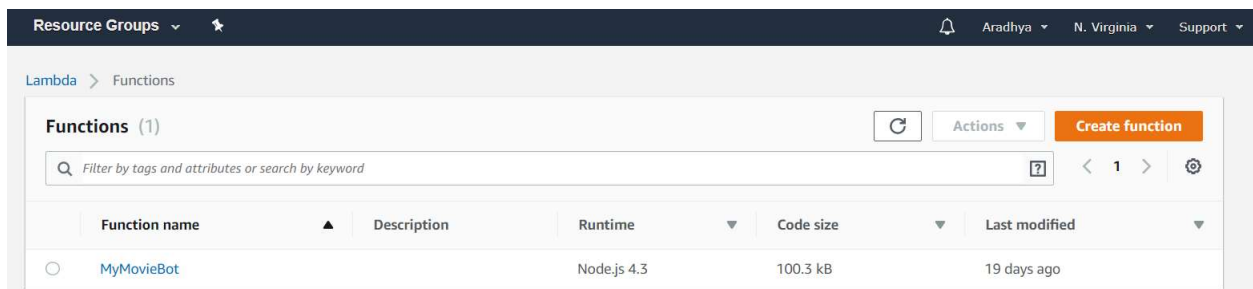 Resource Groups Aradhya N. Virginia Support
Lambda > Functions
Functions (1) Actions Create function
Filter by tags and attributes or search by keyword ? < 1 >
Function name Description Runtime Code size Last modified
MyMovieBot Node.js 4.3 100.3 kB 19 days ago